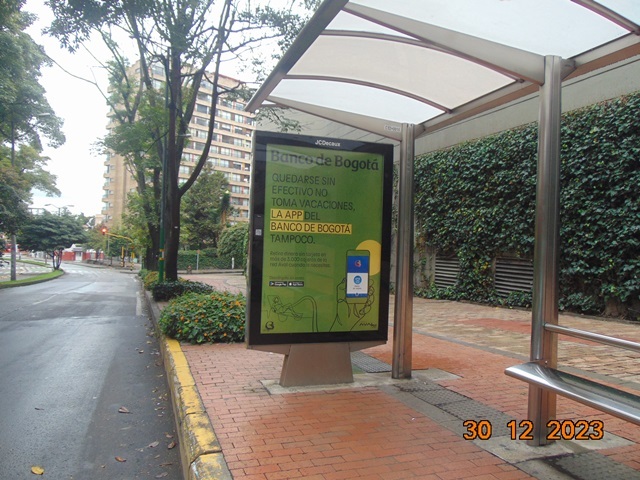 JCDecaux
Banco de Bogotá
QUEDARSE SIN
EFECTIVO NO
TOMA VACACIONES,
LA APP DEL
BANCO DE BOGOTÁ
TAMPOCO.
30 12 2023